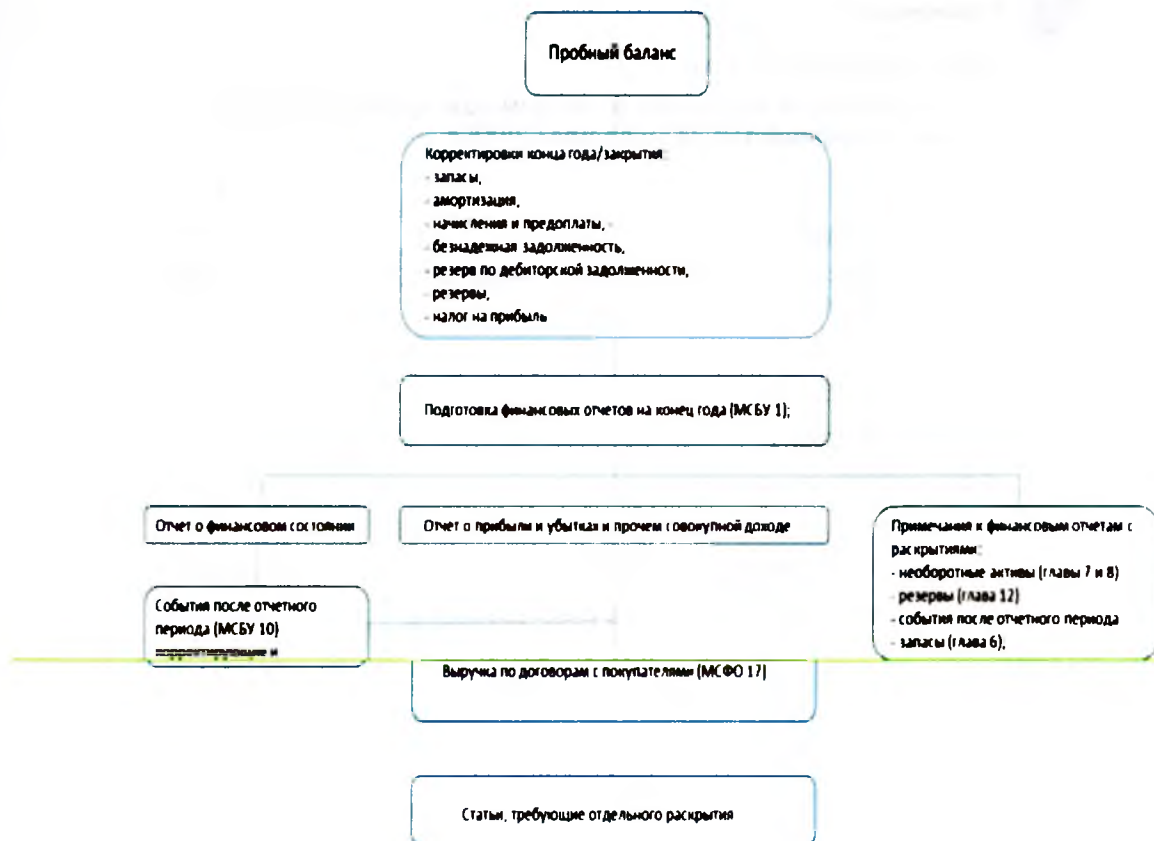 Пробный баланс
Корректировки конца года/закрытия:
- запасы,
- амортизация,
- начисления и предоплаты, -
- безнадежная задолженность,
- резерв по дебиторской задолженности,
- резервы,
- налог на прибыль
Подготовка финансовых отчетов на конец года (МСБУ 1);
Отчет о финансовом состоянии
Отчет о прибыли и убытках и прочем совокупной доходе
Примечания к финансовым отчетам с
раскрытиями:
- необоротные активы (главы 7 и 8)
- резервы (глава 12)
- события после отчетного периода
- запасы (глава 6),
События после отчетного
периода (МСБУ 10)
корректирующие и
Выручка по договорам с покупателями (МСФО 17)
Статьи, требующие отдельного раскрытия